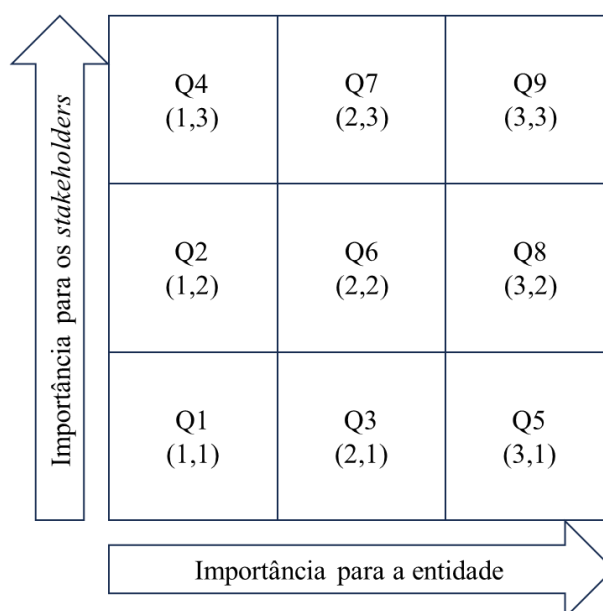 Importância para os stakeholders
Q4
(1,3)
Q7
(2,3)
Q9
(3,3)
Q2
(1,2)
Q6
(2,2)
Q8
(3,2)
Q1
(1,1)
Q3
(2,1)
Q5
(3,1)
Importância para a entidade